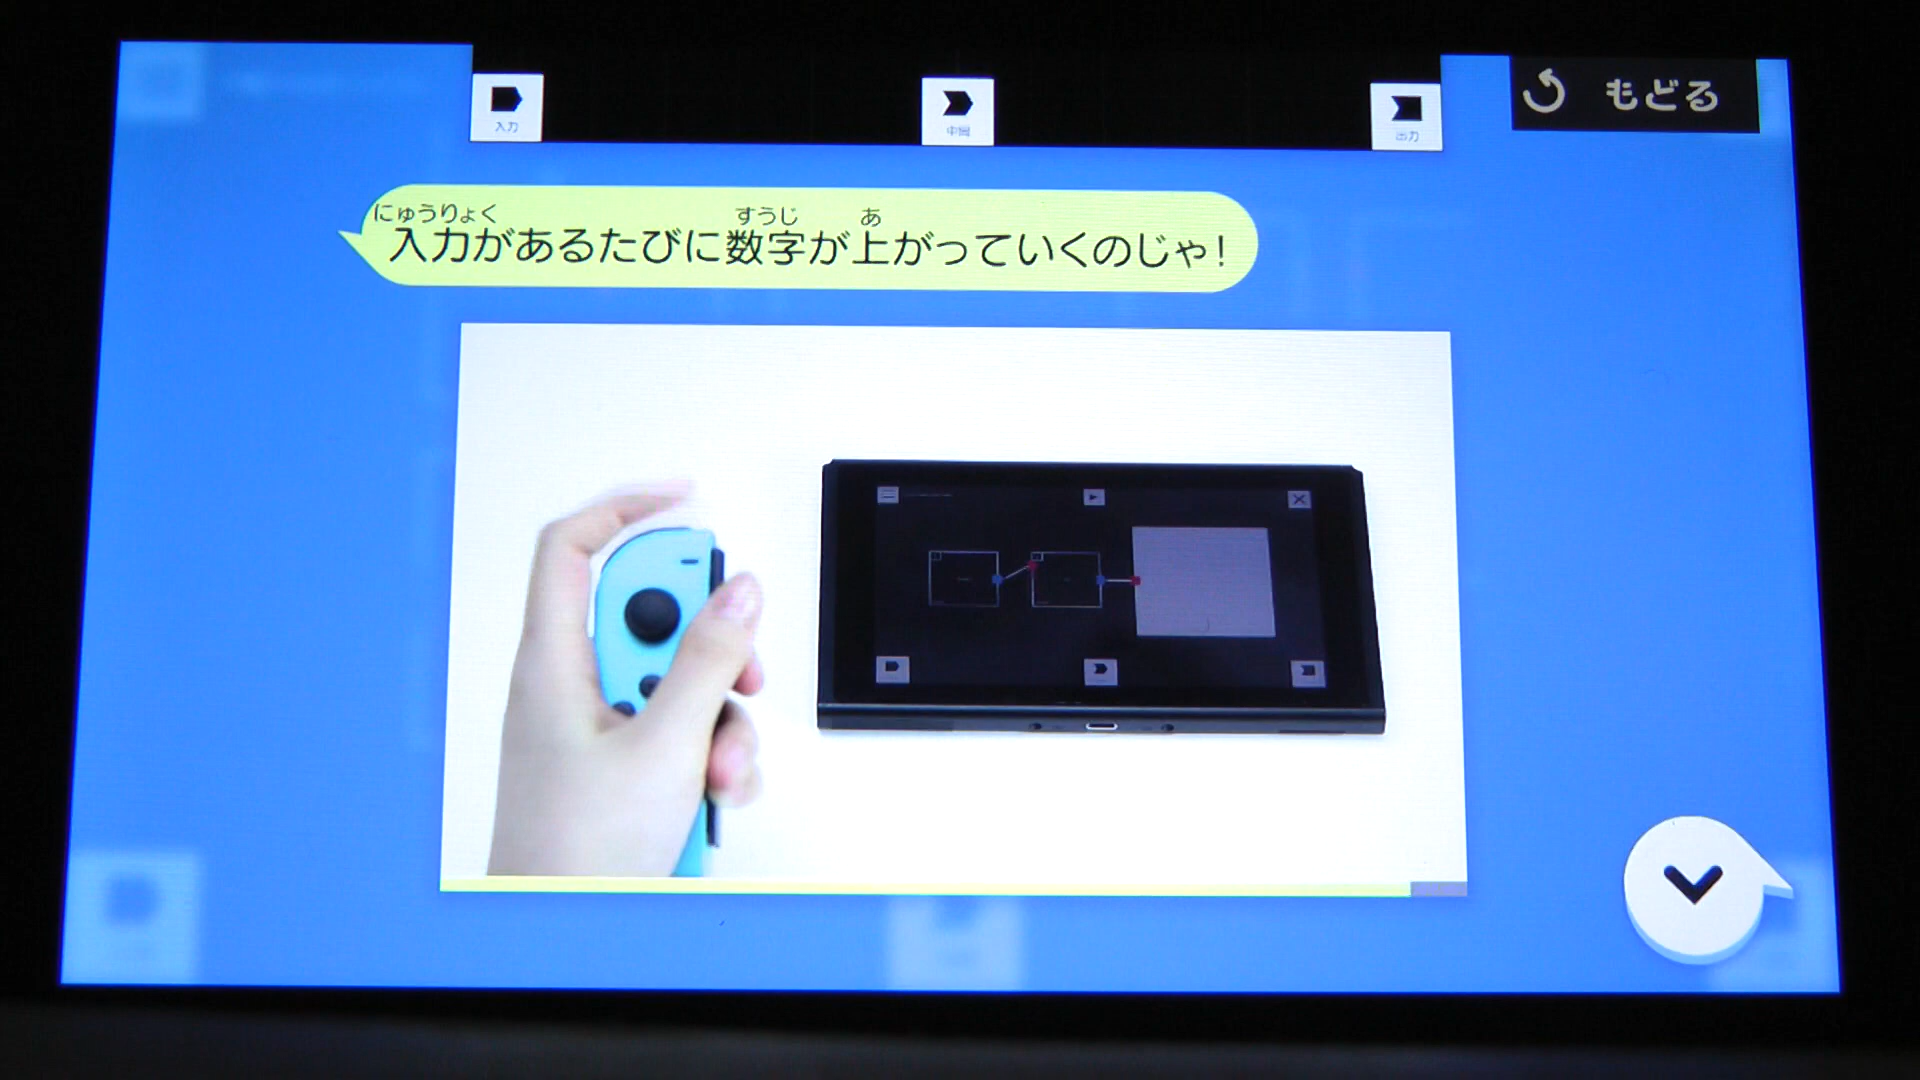 入力
中間
出力
もどる
にゅうりょく すうじ あ
入力があるたびに数字が上がっていくのじゃ!